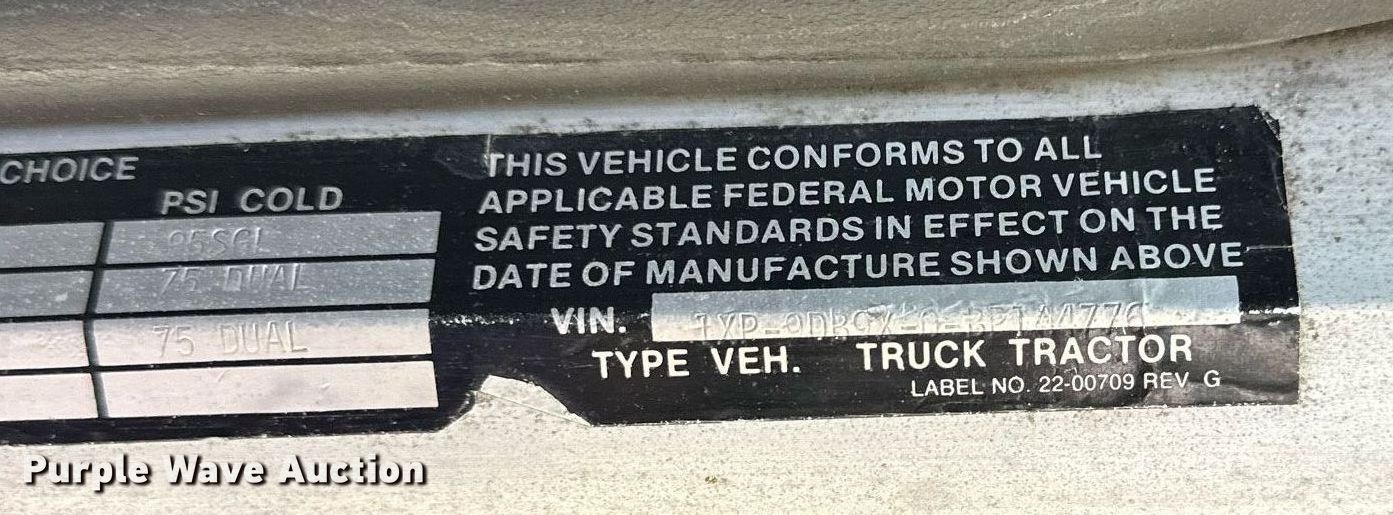 CHOICE
PSI COLD
95SGL
75 DUAL
75 DUAL
THIS VEHICLE CONFORMS TO ALL
APPLICABLE FEDERAL MOTOR VEHICLE
SAFETY STANDARDS IN EFFECT ON THE
DATE OF MANUFACTURE SHOWN ABOVE
VIN.
TYPE VEH. TRUCK TRACTOR
LABEL NO. 22-00709 REV G
Purple Wave Auction